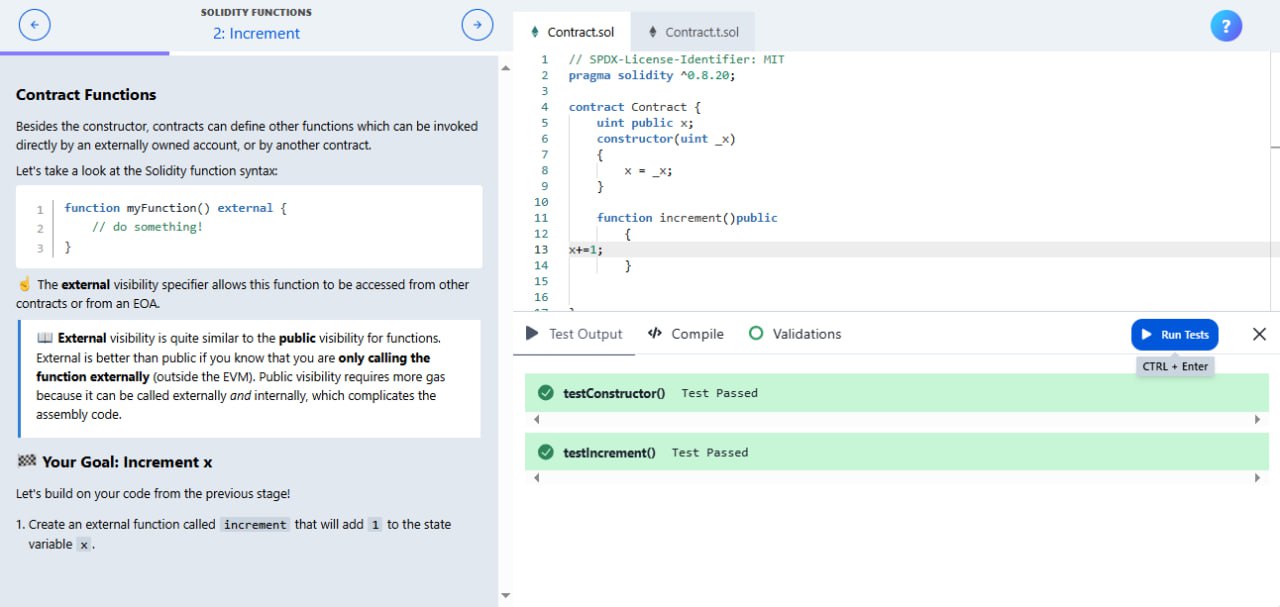 SOLIDITY FUNCTIONS
2: Increment
Contract Functions
Besides the constructor, contracts can define other functions which can be invoked
directly by an externally owned account, or by another contract.
Let's take a look at the Solidity function syntax:
1 function myFunction() external {
2 // do something!
3 }
☝️ The external visibility specifier allows this function to be accessed from other
contracts or from an EOA.
📖 External visibility is quite similar to the public visibility for functions.
External is better than public if you know that you are only calling the
function externally (outside the EVM). Public visibility requires more gas
because it can be called externally and internally, which complicates the
assembly code.
🏁 Your Goal: Increment x
Let's build on your code from the previous stage!
1. Create an external function called increment that will add 1 to the state
variable x.
Contract.sol
Contract.t.sol
?
1 // SPDX-License-Identifier: MIT
2 pragma solidity ^0.8.20;
3
4 contract Contract {
5 uint public x;
6 constructor(uint _x)
7 {
8 x = _x;
9 }
10
11 function increment()public
12 {
13 x+=1;
14 }
15
16
Test Output
Compile
Validations
Run Tests
CTRL + Enter
testConstructor() Test Passed
testIncrement() Test Passed